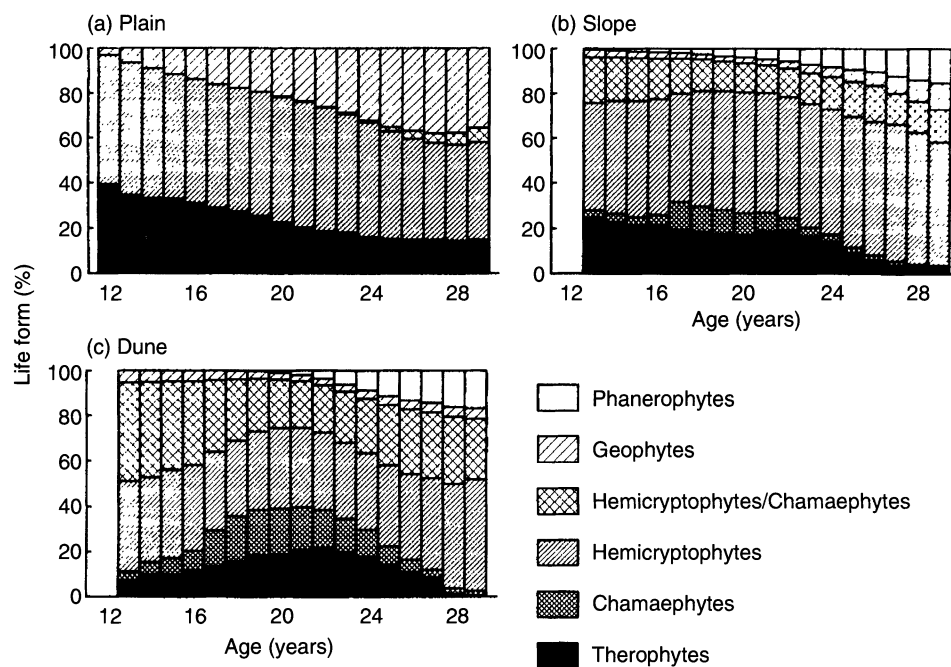 (a) Plain
100
80
60
40
20
0
12 16 20 24 28
(b) Slope
100
80
60
40
20
0
12 16 20 24 28
Age (years)
Life form (%)
(c) Dune
100
80
60
40
20
0
12 16 20 24 28
Age (years)
Phanerophytes
Geophytes
Hemicryptophytes/Chamaephytes
Hemicryptophytes
Chamaephytes
Therophytes